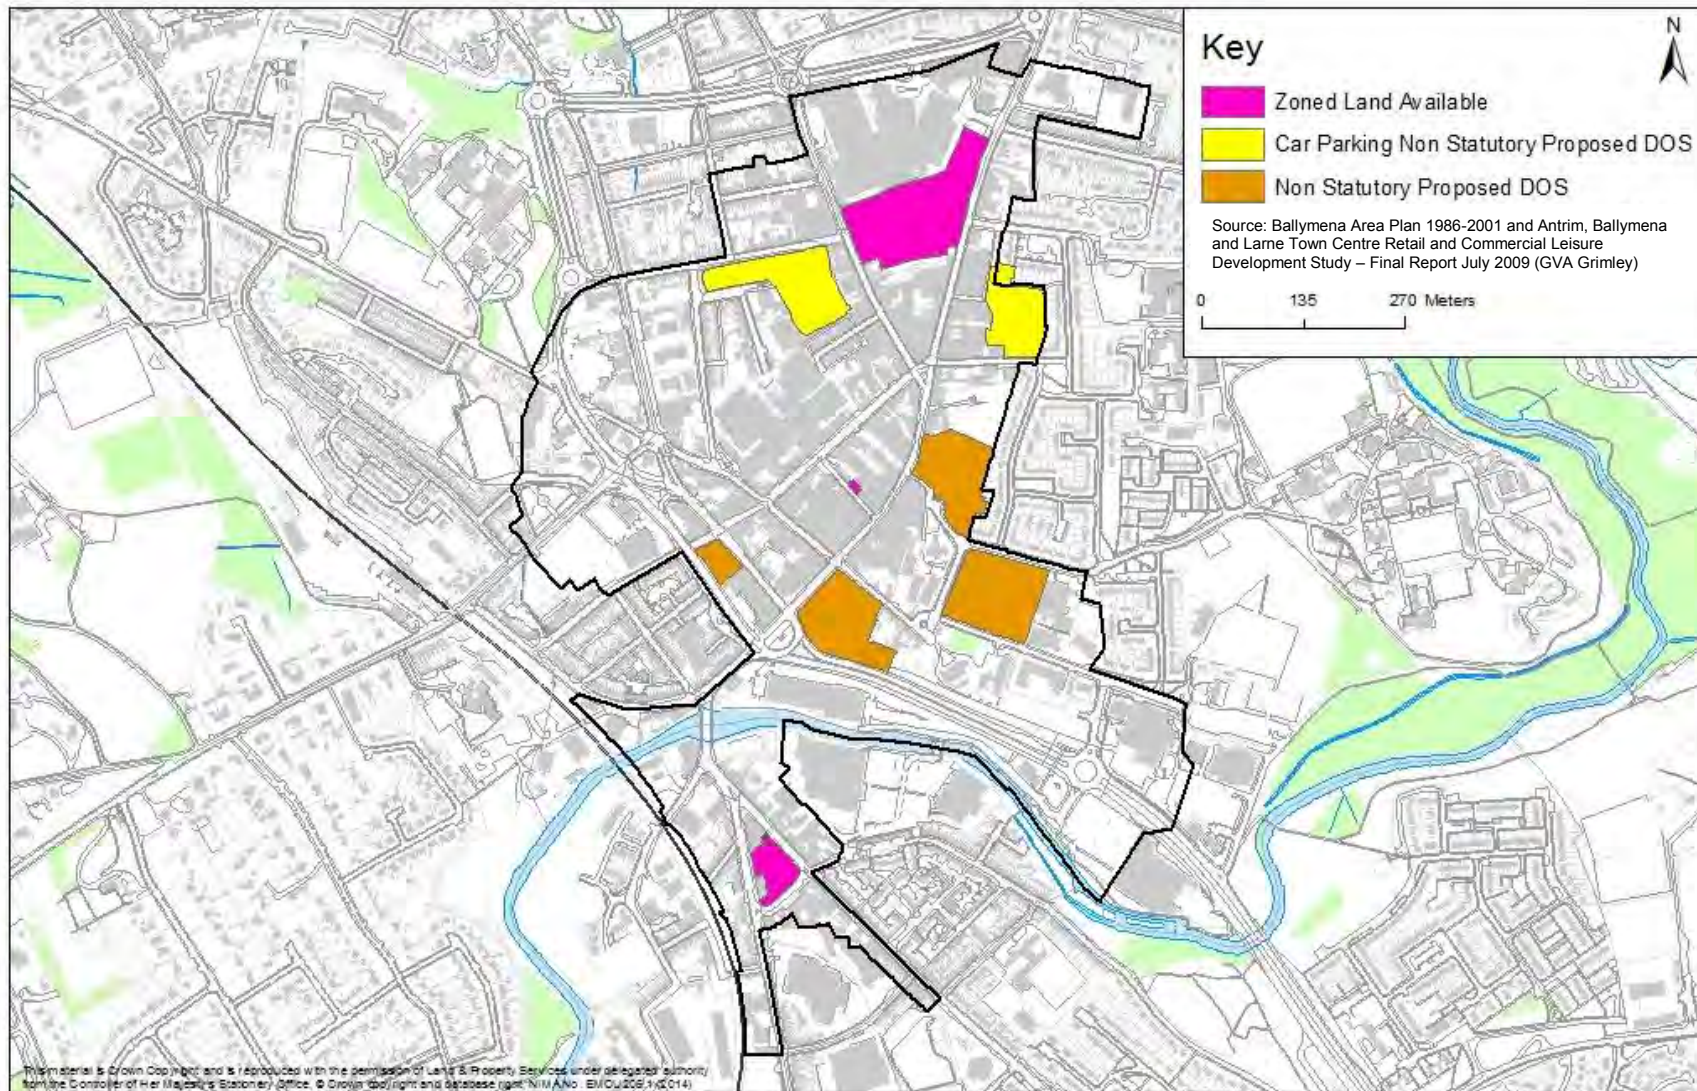 Key
N
Zoned Land Available
Car Parking Non Statutory Proposed DOS
Non Statutory Proposed DOS
Source: Ballymena Area Plan 1986-2001 and Antrim, Ballymena
and Larne Town Centre Retail and Commercial Leisure
Development Study – Final Report July 2009 (GVA Grimley)
0 135 270 Meters
This material is Crown Copyright and is reproduced with the permission of Land & Property Services under delegated authority
from the Controller of Her Majesty's Stationery Office, © Crown copyright and database right NIMA No. (2014)